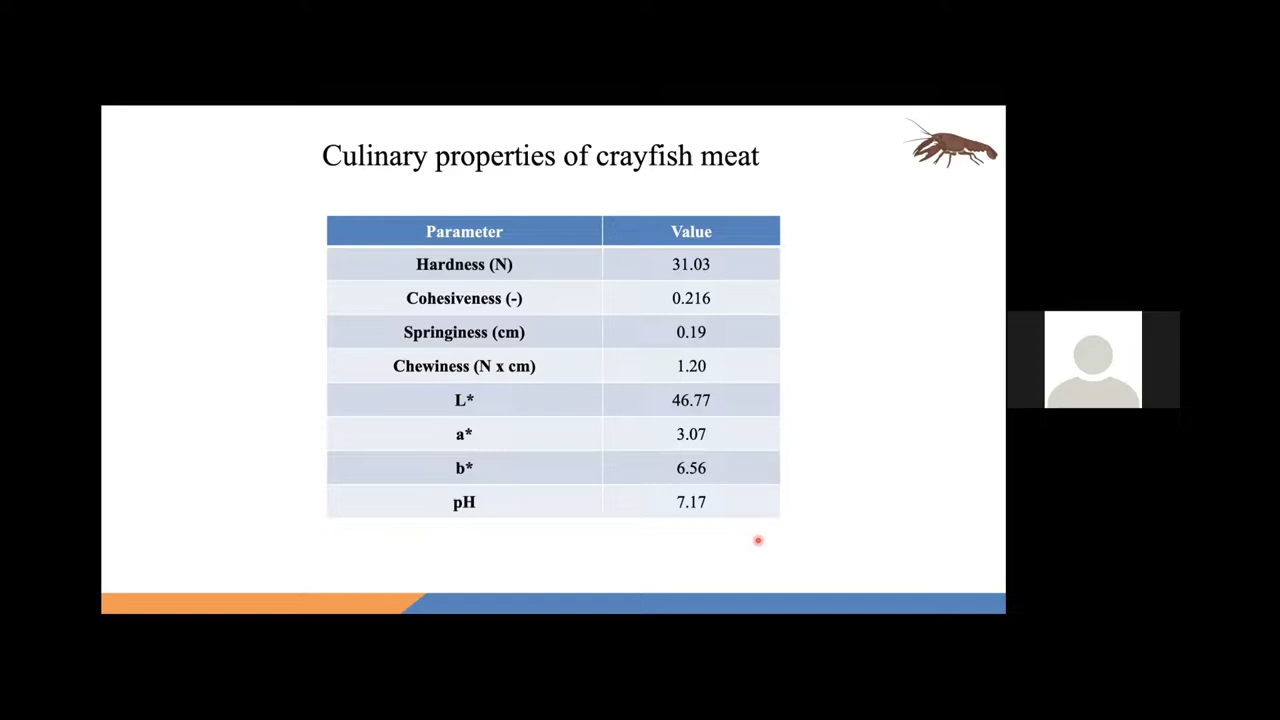 Culinary properties of crayfish meat
Parameter Value
Hardness (N) 31.03
Cohesiveness (-) 0.216
Springiness (cm) 0.19
Chewiness (N x cm) 1.20
L* 46.77
a* 3.07
b* 6.56
pH 7.17